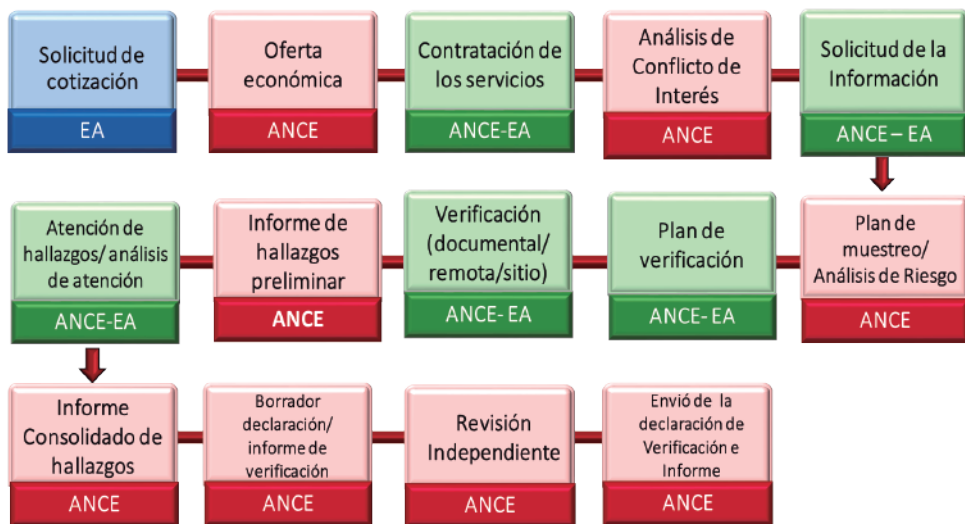 Solicitud de
cotización
EA
Oferta
económica
ANCE
Contratación de
los servicios
ANCE-EA
Análisis de
Conflicto de
Interés
ANCE
Solicitud de la
Información
ANCE – EA
Atención de
hallazgos/ análisis
de atención
ANCE-EA
Informe de
hallazgos
preliminar
ANCE
Verificación
(documental/
remota/sitio)
ANCE- EA
Plan de
verificación
ANCE- EA
Plan de
muestreo/
Análisis de Riesgo
ANCE
Informe
Consolidado de
hallazgos
ANCE
Borrador
declaración/
informe de
verificación
ANCE
Revisión
Independiente
ANCE
Envió de la
declaración de
Verificación e
Informe
ANCE